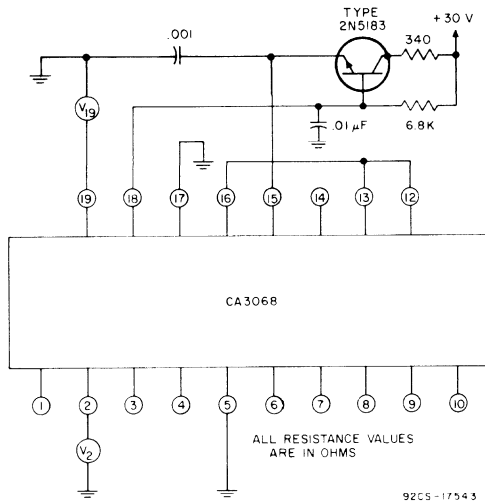 TYPE
2N5183
+30 V
.001
340
V19
.01 µF
6.8K
19 18 17 16 15 14 13 12
CA3068
1 2 3 4 5 6 7 8 9 10
V2
ALL RESISTANCE VALUES
ARE IN OHMS
92CS-17543